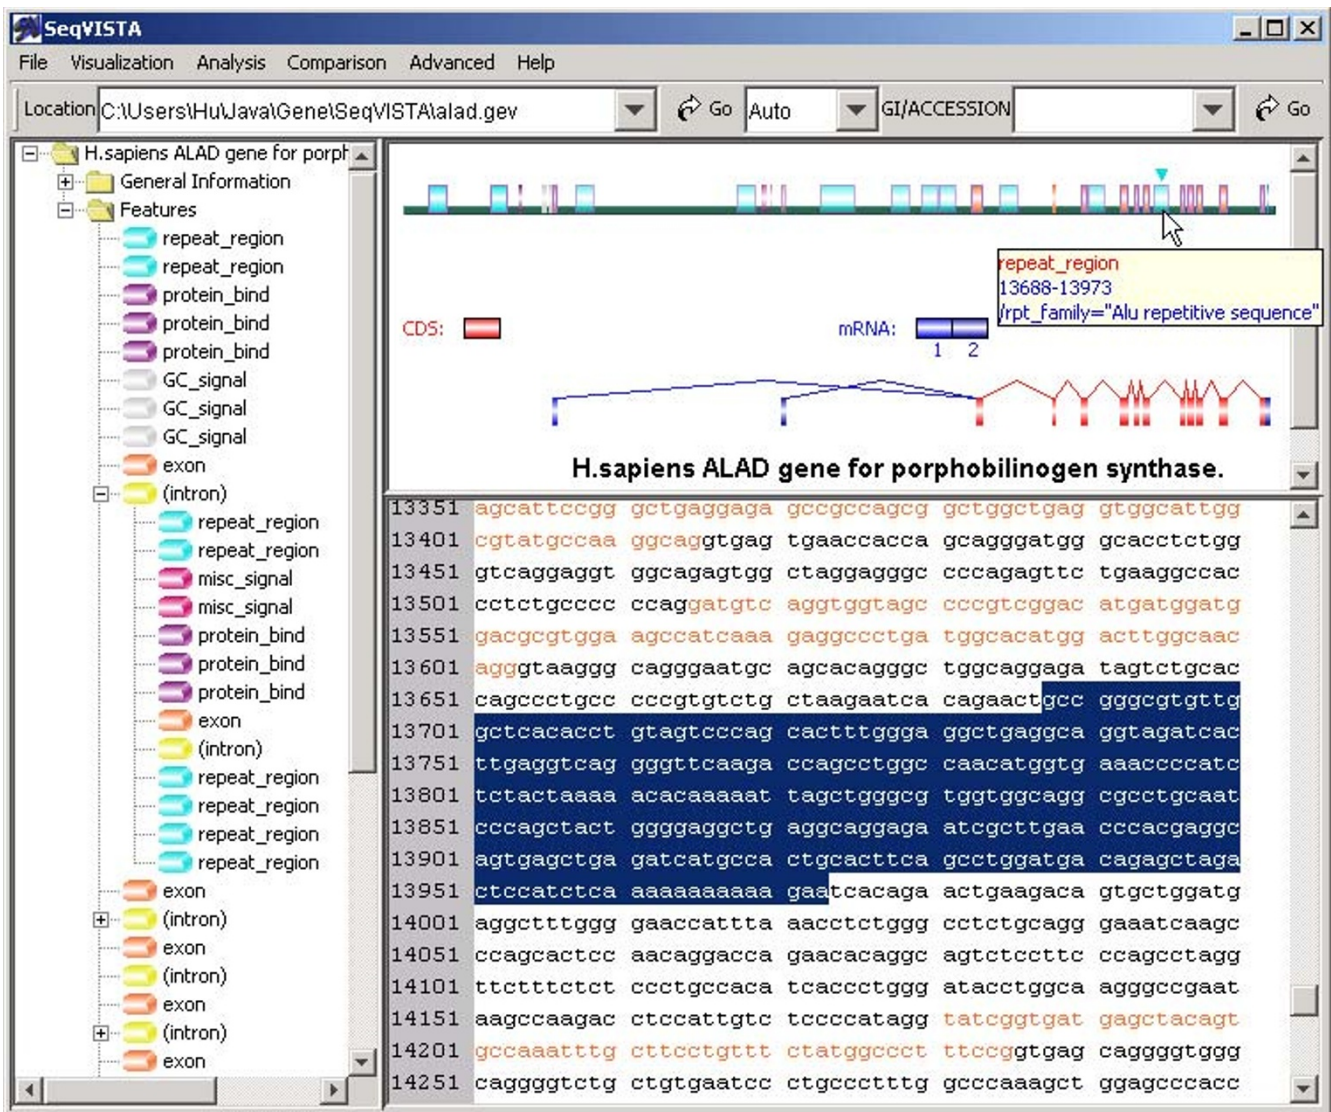 SeqVISTA
File Visualization Analysis Comparison Advanced Help
Location C:\Users\Hu\Java\Gene\SeqVISTA\alad.gev Go Auto GI/ACCESSION Go
H.sapiens ALAD gene for porph
General Information
Features
repeat_region
repeat_region
protein_bind
protein_bind
protein_bind
GC_signal
GC_signal
GC_signal
exon
(intron)
repeat_region
repeat_region
misc_signal
misc_signal
protein_bind
protein_bind
protein_bind
exon
(intron)
repeat_region
repeat_region
repeat_region
repeat_region
exon
(intron)
exon
(intron)
exon
(intron)
exon
repeat_region
13688-13973
/rpt_family="Alu repetitive sequence"
CDS: mRNA:
1 2
H.sapiens ALAD gene for porphobilinogen synthase.
13351 agcattccgg gctgaggaga gccgccagcg gctggctgag gtggcattgg
13401 cgtatgccaa ggcaggtgag tgaaccacca gcagggatgg gcacctctgg
13451 gtcaggaggt ggcagagtgg ctaggagggc cccagagttc tgaaggccac
13501 cctctgcccc ccaggatgtc aggtggtagc cccgtcggac atgatggatg
13551 gacgcgtgga agccatcaaa gaggccctga tggcacatgg acttggcaac
13601 agggtaaggg cagggaatgc agcacagggc tggcaggaga tagtctgcac
13651 cagccctgcc cccgtgtctg ctaagaatca cagaactgcc gggcgtgttg
13701 gctcacacct gtagtcccag cactttggga ggctgaggca ggtagatcac
13751 ttgaggtcag gggttcaaga ccagcctggc caacatggtg aaaccccatc
13801 tctactaaaa acacaaaaat tagctgggcg tggtggcagg cgcctgcaat
13851 cccagctact ggggaggctg aggcaggaga atcgcttgaa cccacgaggc
13901 agtgagctga gatcatgcca ctgcacttca gcctggatga cagagctaga
13951 ctccatctca aaaaaaaaaa gaatcacaga actgaagaca gtgctggatg
14001 aggctttggg gaaccattta aacctctggg cctctgcagg gaaatcaagc
14051 ccagcactcc aacaggacca gaacacaggc agtctccttc ccagcctagg
14101 ttctttctct ccctgccaca tcaccctggg atacctggca agggccgaat
14151 aagccaagac ctccattgtc tccccatagg tatcggtgat gagctacagt
14201 gccaaatttg cttcctgttt ctatggccct ttccggtgag caggggtggg
14251 caggggtctg ctgtgaatcc ctgccctttg gcccaaagct ggagcccacc